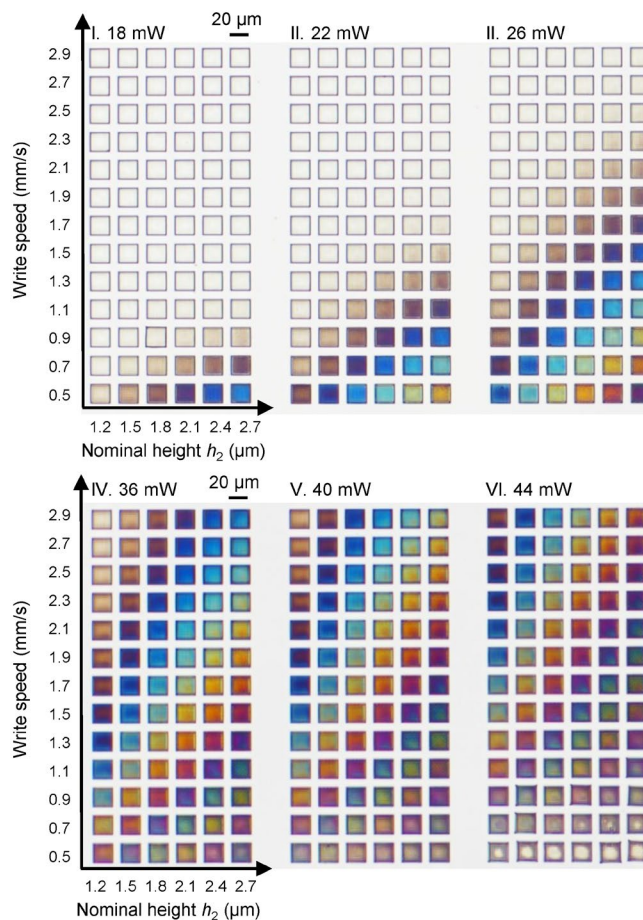 20 µm
I. 18 mW
II. 22 mW
II. 26 mW
Write speed (mm/s)
2.9
2.7
2.5
2.3
2.1
1.9
1.7
1.5
1.3
1.1
0.9
0.7
0.5
1.2 1.5 1.8 2.1 2.4 2.7
Nominal height h₂ (µm)
20 µm
IV. 36 mW
V. 40 mW
VI. 44 mW
Write speed (mm/s)
2.9
2.7
2.5
2.3
2.1
1.9
1.7
1.5
1.3
1.1
0.9
0.7
0.5
1.2 1.5 1.8 2.1 2.4 2.7
Nominal height h₂ (µm)